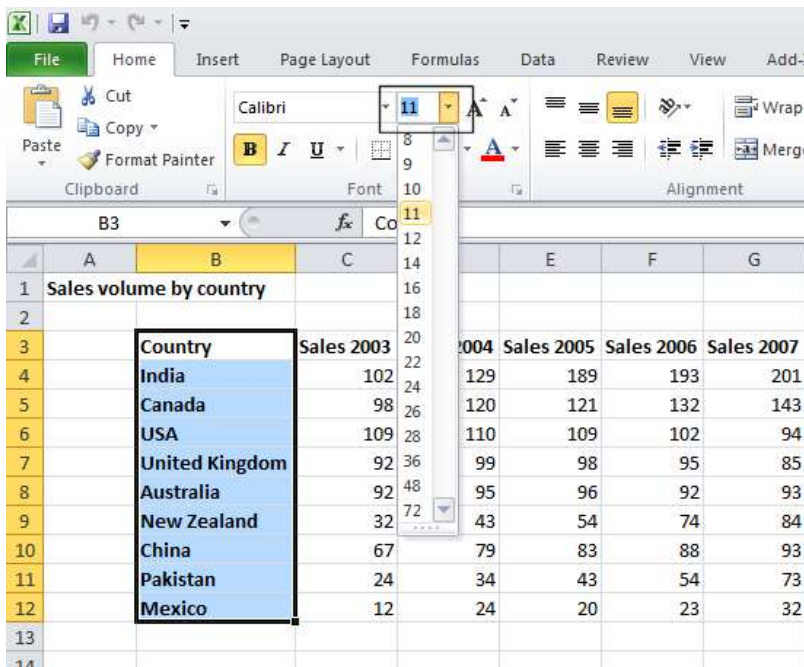 File Home Insert Page Layout Formulas Data Review View Add-
Cut
Copy
Paste
Format Painter
Clipboard
Calibri 11
B I U A
A A
Font
Wrap
Merge
Alignment
8
9
10
11
12
14
16
18
20
22
24
26
28
36
48
72
B3 fx Co
A B C E F G
1 Sales volume by country
2
3 Country Sales 2003 2004 Sales 2005 Sales 2006 Sales 2007
4 India 102 129 189 193 201
5 Canada 98 120 121 132 143
6 USA 109 110 109 102 94
7 United Kingdom 92 99 98 95 85
8 Australia 92 95 96 92 93
9 New Zealand 32 43 54 74 84
10 China 67 79 83 88 93
11 Pakistan 24 34 43 54 73
12 Mexico 12 24 20 23 32
13
14